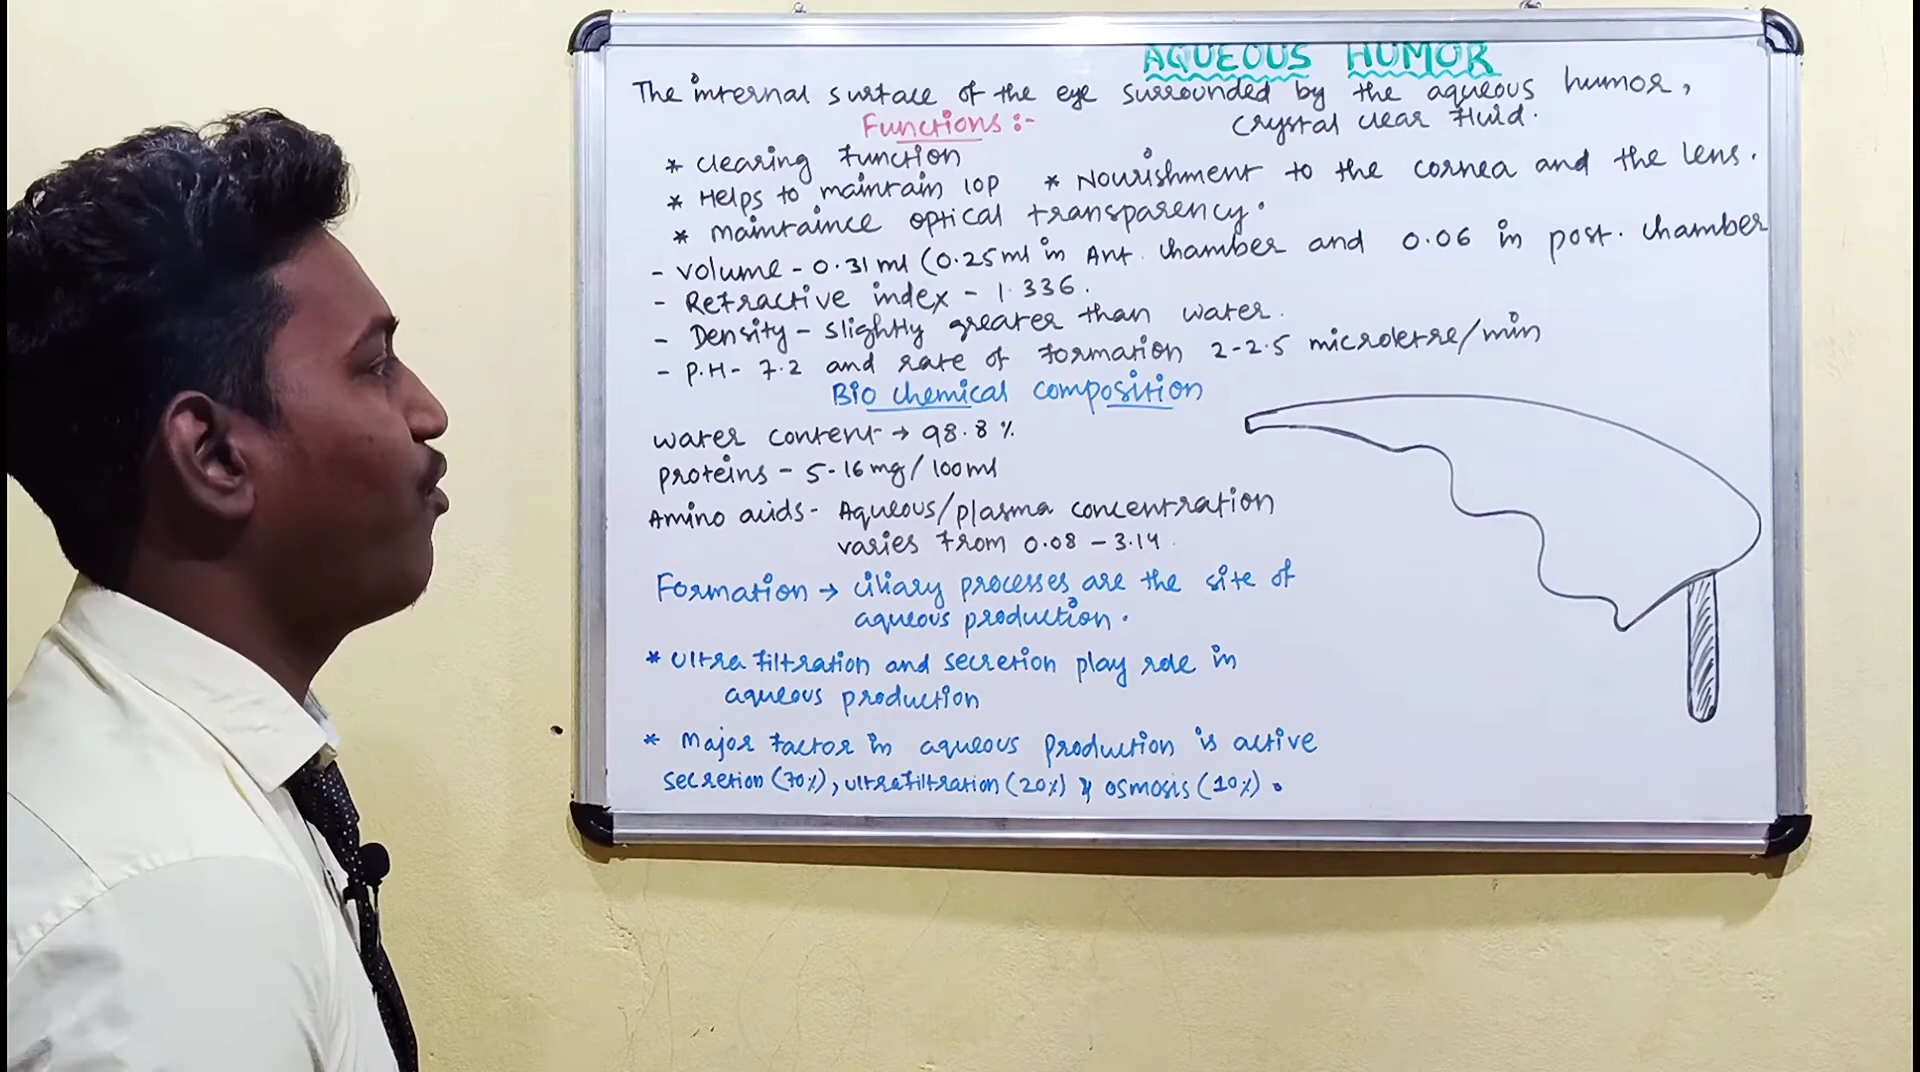 AQUEOUS HUMOR
The internal surface of the eye surrounded by the aqueous humor,
crystal clear fluid.
Functions :-
* clearing function
* Helps to maintain IOP * Nourishment to the cornea and the lens.
* maintaince optical transparency.
- volume - 0.31 ml (0.25 ml in Ant. chamber and 0.06 in post. chamber
- Refractive index - 1.336.
- Density - slightly greater than water.
- P.H - 7.2 and rate of formation 2-2.5 microletre/min
Bio chemical composition
water content → 98.8 %
proteins - 5-16 mg/100ml
Amino acids - Aqueous/plasma concentration
varies from 0.08 - 3.14
Formation → ciliary processes are the site of
aqueous production.
* Ultra filtration and secretion play role in
aqueous production
* Major factor in aqueous production is active
secretion (70%), ultrafiltration (20%) & osmosis (10%).